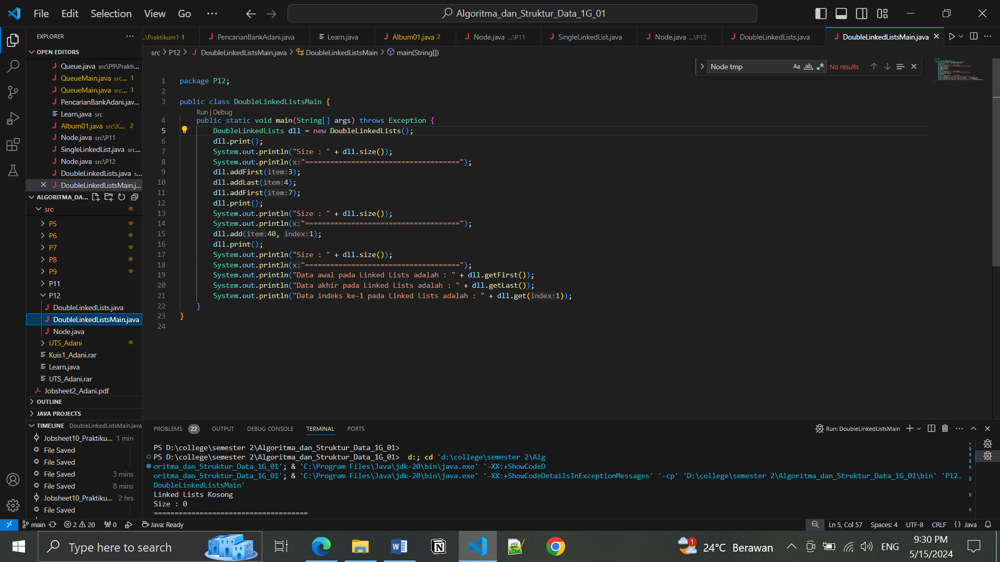 File Edit Selection View Go ··· Algoritma_dan_Struktur_Data_1G_01
EXPLORER ···
..\Praktikum1 1 PencarianBankAdani.java Learn.java Album01.java 2 Node.java ...\P11 SingleLinkedList.java Node.java ...\P12 DoubleLinkedLists.java DoubleLinkedListsMain.java
src > P12 > DoubleLinkedListsMain.java > DoubleLinkedListsMain > main(String[])
Node tmp Aa ab .* No results
OPEN EDITORS
Queue.java src\P9\Prakti...
QueueMain.java src... 1
QueueMain.java src... 1
PencarianBankAdani.jav...
Learn,java src
Album01.java src\K... 2
Node.java src\P11
SingleLinkedList.java src...
Node.java src\P12
DoubleLinkedLists.java s...
DoubleLinkedListsMain.j...
ALGORITMA_DA...
src
P5
P6
P7
P8
P9
P11
P12
DoubleLinkedLists.java
DoubleLinkedListsMain.java
Node.java
UTS_Adani
Kuis1_Adani.rar
Learn,java
UTS_Adani.rar
Jobsheet2_Adani.pdf
OUTLINE
JAVA PROJECTS
TIMELINE DoubleLinkedListsMain.java
Jobsheet10_Praktiku... 1 min
File Saved
File Saved
File Saved 3 mins
File Saved 8 mins
Jobsheet10_Praktiku... 2 hrs
File Saved
1 package P12;
2
3 public class DoubleLinkedListsMain {
Run | Debug
4 public static void main(String[] args) throws Exception {
5 DoubleLinkedLists dll = new DoubleLinkedLists();
6 dll.print();
7 System.out.println("Size : " + dll.size());
8 System.out.println(x:"=====================================");
9 dll.addFirst(item:3);
10 dll.addLast(item:4);
11 dll.addFirst(item:7);
12 dll.print();
13 System.out.println("Size : " + dll.size());
14 System.out.println(x:"=====================================");
15 dll.add(item:40, index:1);
16 dll.print();
17 System.out.println("Size : " + dll.size());
18 System.out.println(x:"=====================================");
19 System.out.println("Data awal pada Linked Lists adalah : " + dll.getFirst());
20 System.out.println("Data akhir pada Linked Lists adalah : " + dll.getLast());
21 System.out.println("Data indeks ke-1 pada Linked Lists adalah : " + dll.get(index:1));
22 }
23 }
24
PROBLEMS 22 OUTPUT DEBUG CONSOLE TERMINAL PORTS Run: DoubleLinkedListsMain
PS D:\college\semester 2\Algoritma_dan_Struktur_Data_1G_01>
PS D:\college\semester 2\Algoritma_dan_Struktur_Data_1G_01> d:; cd 'd:\college\semester 2\Alg
oritma_dan_Struktur_Data_1G_01'; & 'C:\Program Files\Java\jdk-20\bin\java.exe' '-XX:+ShowCodeD
oritma_dan_Struktur_Data_1G_01'; & 'C:\Program Files\Java\jdk-20\bin\java.exe' '-XX:+ShowCodeDetailsInExceptionMessages' '-cp' 'D:\college\semester 2\Algoritma_dan_Struktur_Data_1G_01\bin' 'P12.
DoubleLinkedListsMain'
Linked Lists Kosong
Size : 0
=====================================
main 2 20 0 Java: Ready Ln 5, Col 57 Spaces: 4 UTF-8 CRLF {} Java
Type here to search 1 24°C Berawan ENG 9:30 PM
5/15/2024